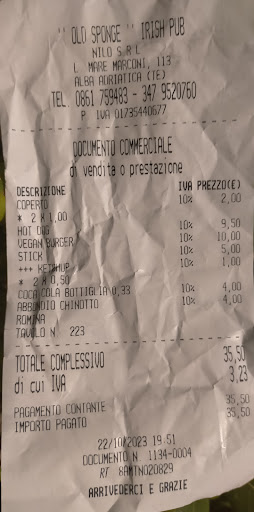 " OLD SPONGE " IRISH PUB
NILO S R L
L MARE MARCONI, 113
ALBA ADRIATICA (TE)
TEL 0861 759483 - 347 9520760
P IVA 01735440677
DOCUMENTO COMMERCIALE
di vendita o prestazione
DESCRIZIONE IVA PREZZO(€)
COPERTO 10% 2,00
* 2 X 1,00
HOT DOG 10% 9,50
VEGAN BURGER 10% 10,00
STICK 10% 5,00
+++ KETCHUP 10% 1,00
* 2 X 0,50
COCA COLA BOTTIGLIA 0,33 10% 4,00
ABBONDIO CHINOTTO 10% 4,00
ROMINA
TAVOLO N 223
TOTALE COMPLESSIVO 35,50
di cui IVA 3,23
PAGAMENTO CONTANTE 35,50
IMPORTO PAGATO 35,50
22/10/2023 19:51
DOCUMENTO N 1134-0004
RT 8AMTN020829
ARRIVEDERCI E GRAZIE